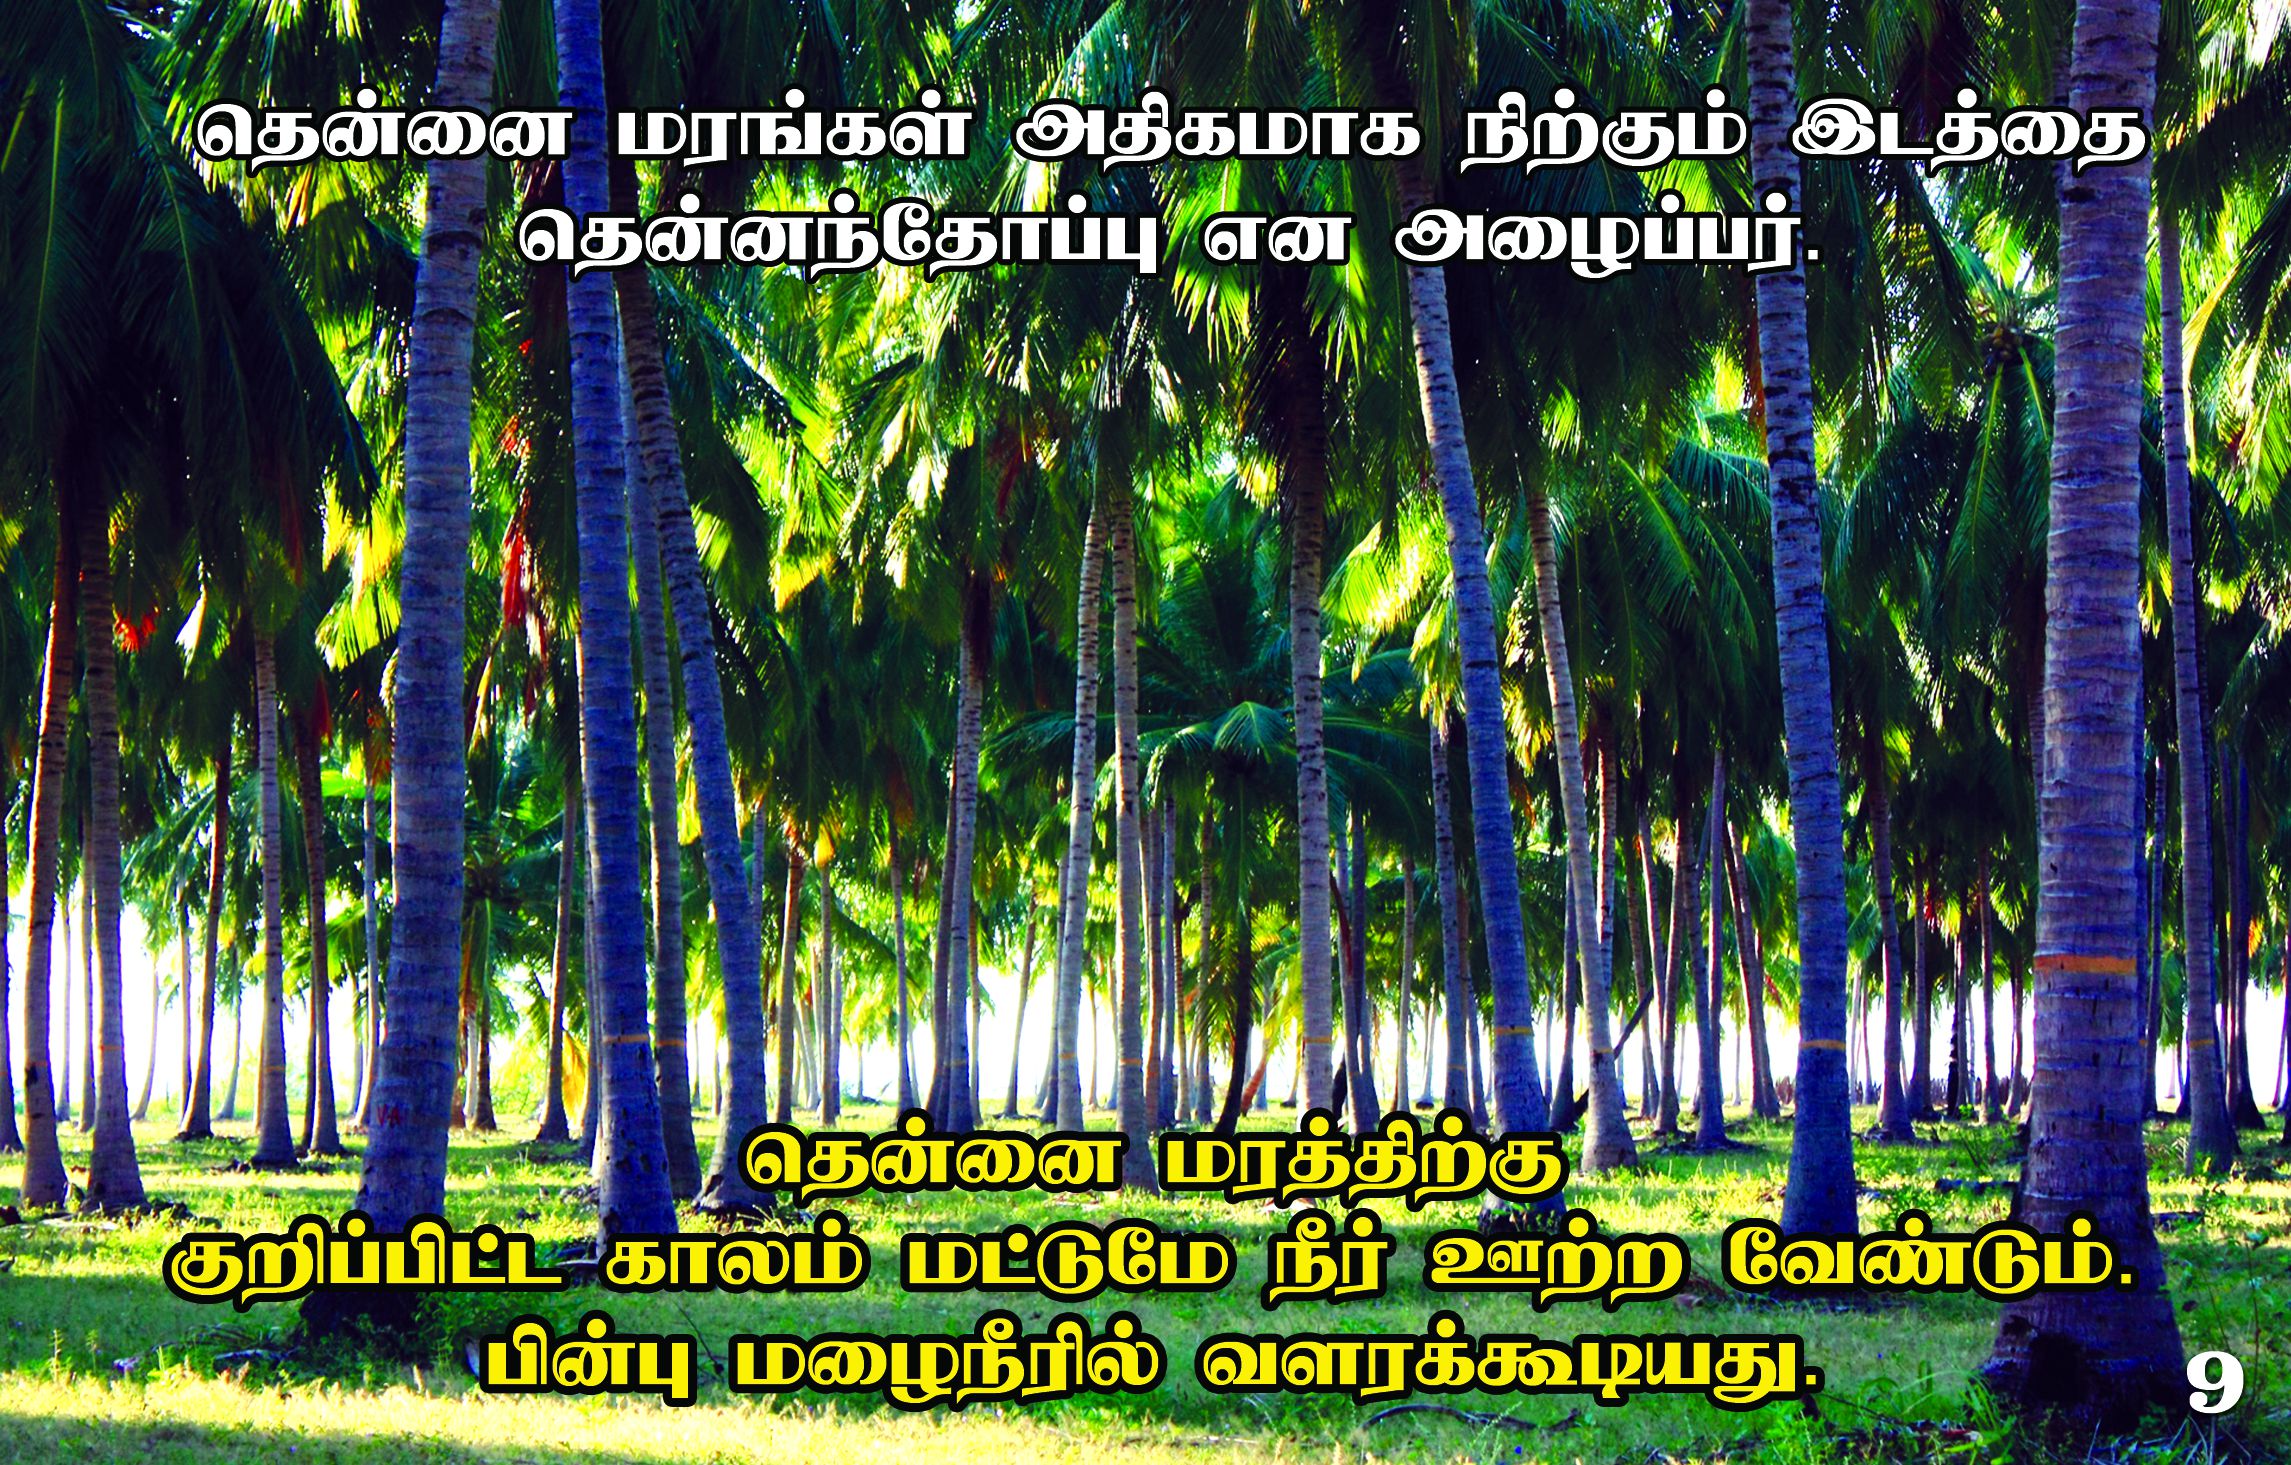 தென்னை மரங்கள் அதிகமாக நிற்கும் இடத்தை
தென்னந்தோப்பு என அழைப்பர்.
தென்னை மரத்திற்கு
குறிப்பிட்ட காலம் மட்டுமே நீர் ஊற்ற வேண்டும்.
பின்பு மழைநீரில் வளரக்கூடியது.
9